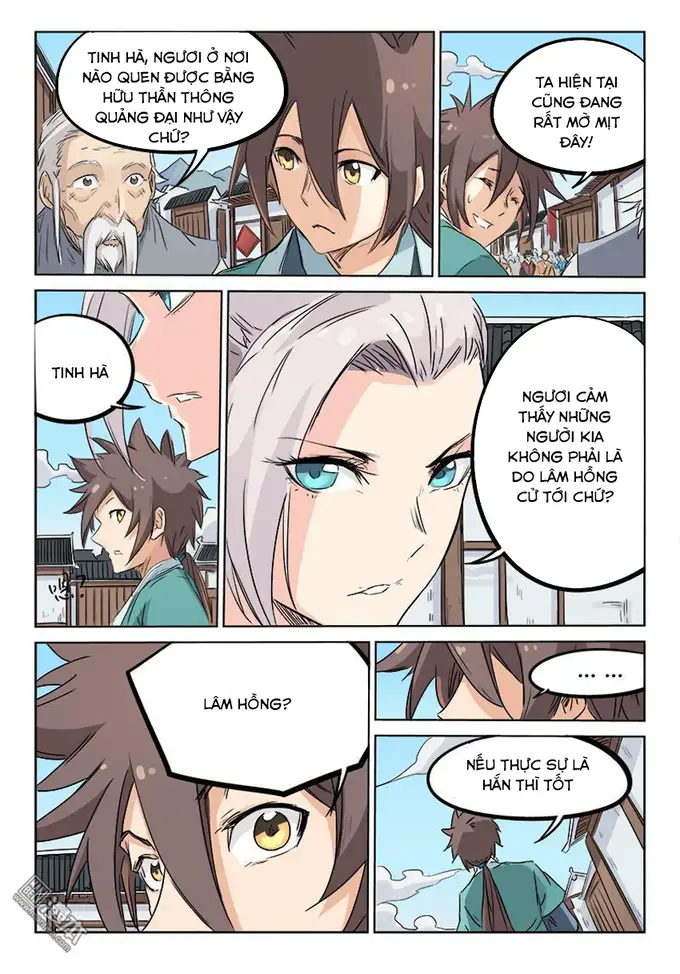 TINH HÀ, NGƯƠI Ở NƠI
NÀO QUEN ĐƯỢC BẰNG
HỮU THẦN THÔNG
QUẢNG ĐẠI NHƯ VẬY
CHỨ?
TA HIỆN TẠI
CŨNG ĐANG
RẤT MỜ MỊT
ĐÂY!
TINH HÀ
NGƯƠI CẢM
THẤY NHỮNG
NGƯỜI KIA
KHÔNG PHẢI LÀ
DO LÂM HỒNG
CỬ TỚI CHỨ?
嗯?
LÂM HỒNG?
... ...
NẾU THỰC SỰ LÀ
HẮN THÌ TỐT